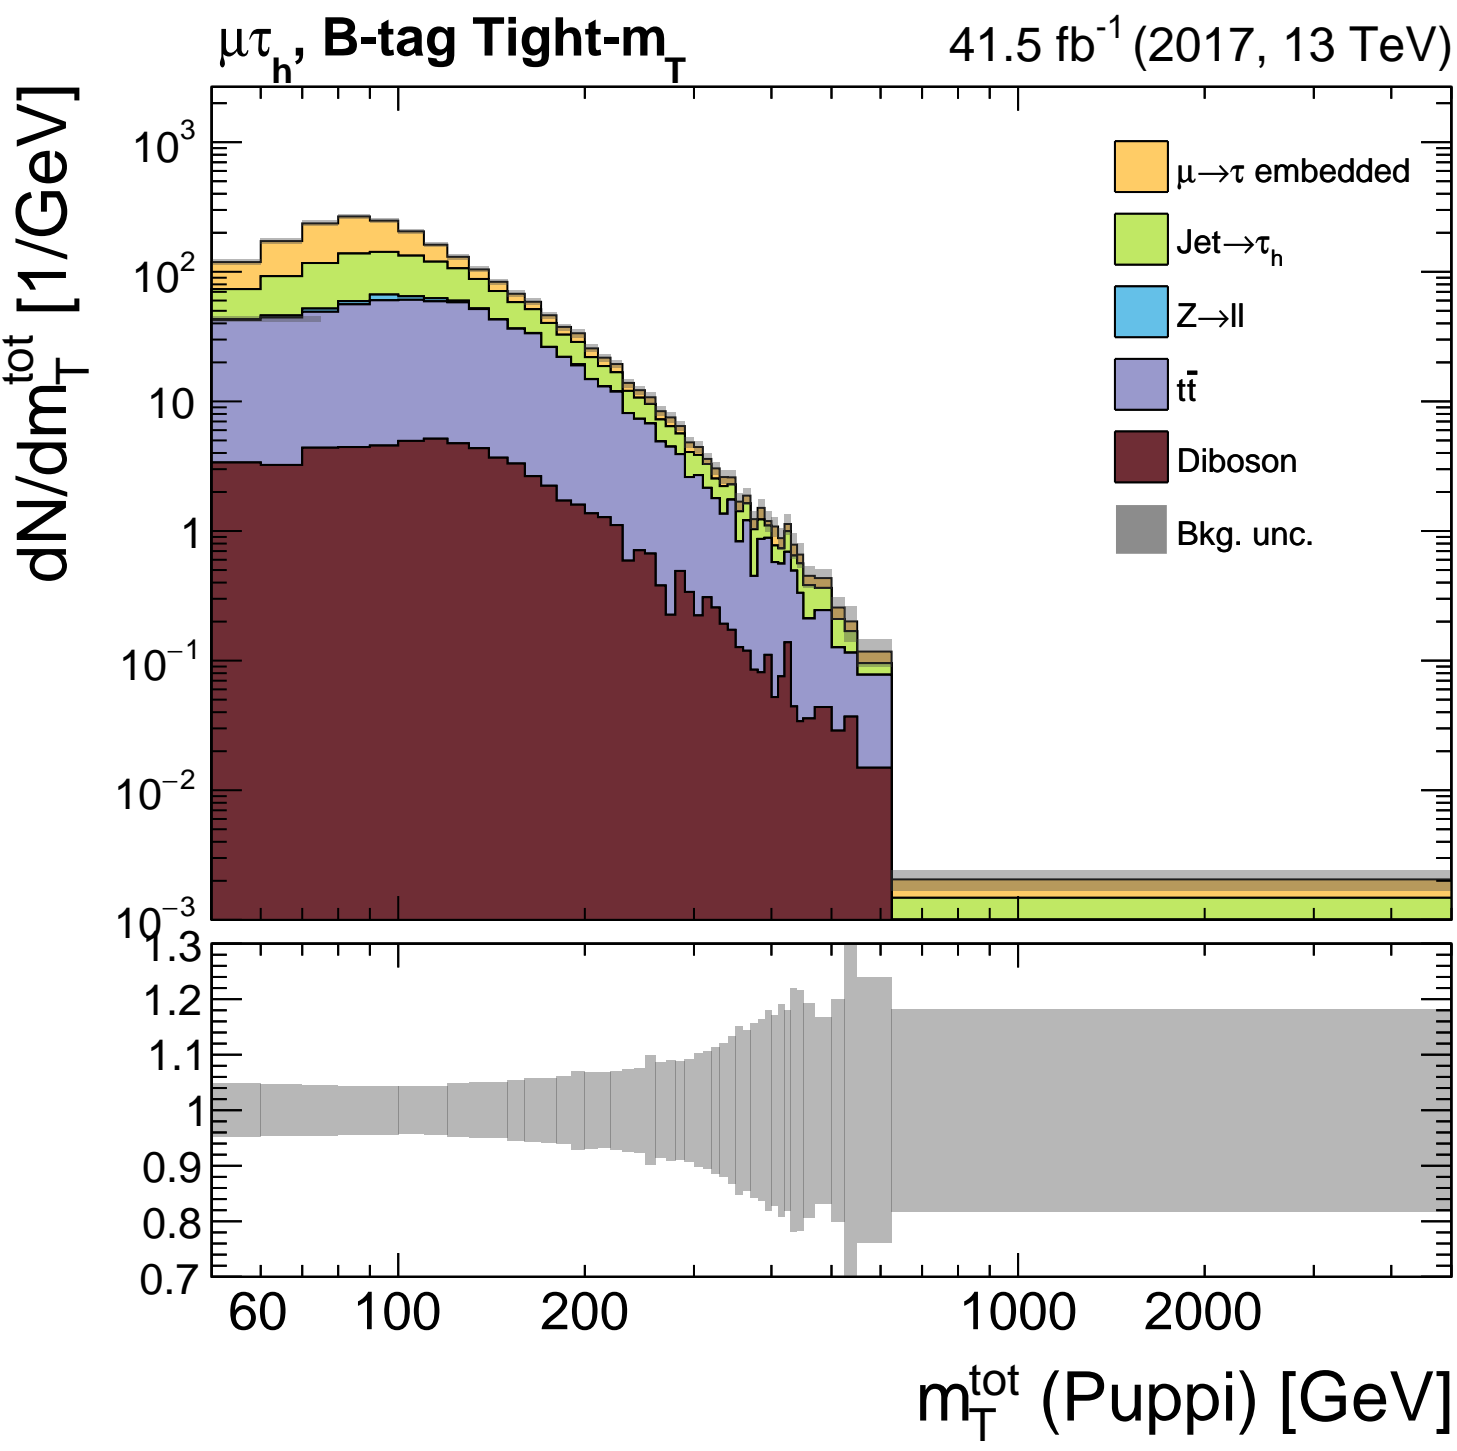 μτh, B-tag Tight-mT
41.5 fb-1 (2017, 13 TeV)
dN/dmTtot [1/GeV]
10³
10²
10
1
10⁻¹
10⁻²
10⁻³
μ→τ embedded
Jet→τh
Z→ll
tt̄
Diboson
Bkg. unc.
1.3
1.2
1.1
1
0.9
0.8
0.7
60 100 200 1000 2000
mTtot (Puppi) [GeV]